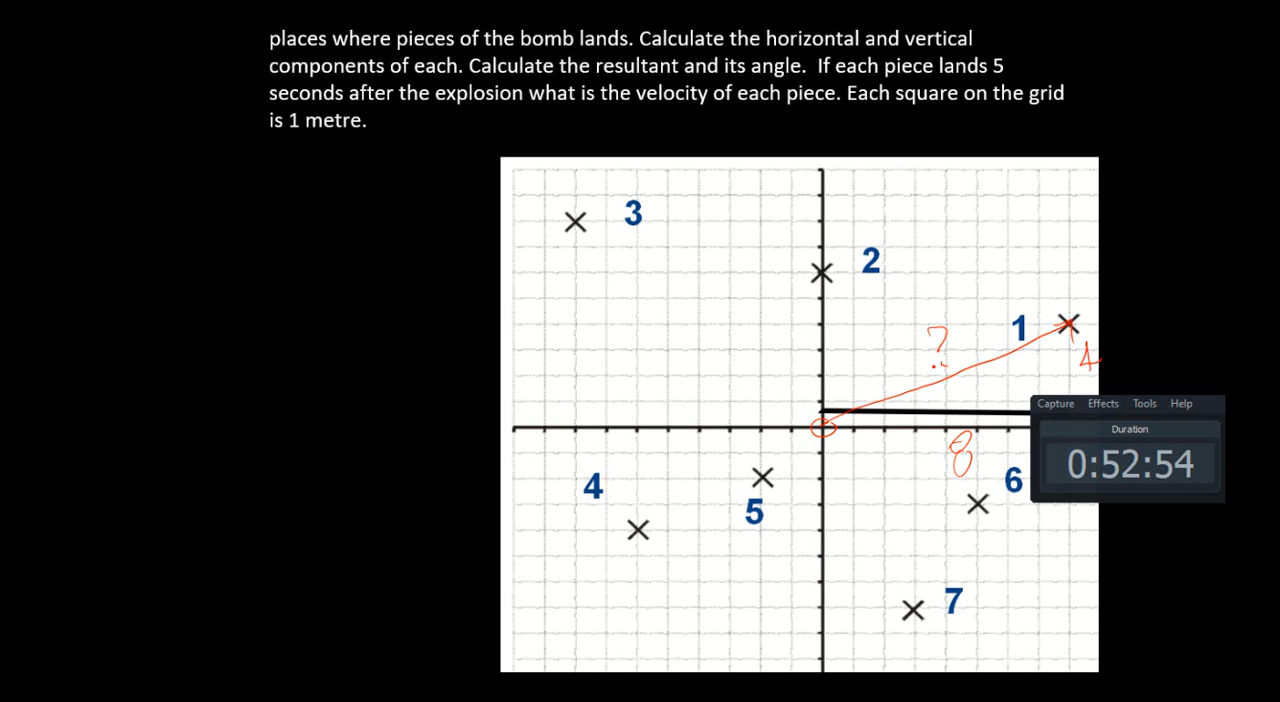 places where pieces of the bomb lands. Calculate the horizontal and vertical
components of each. Calculate the resultant and its angle.  If each piece lands 5
seconds after the explosion what is the velocity of each piece. Each square on the grid
is 1 metre.
3
2
1
?
4
Capture Effects Tools Help
Duration
0:52:54
8
6
4
5
7